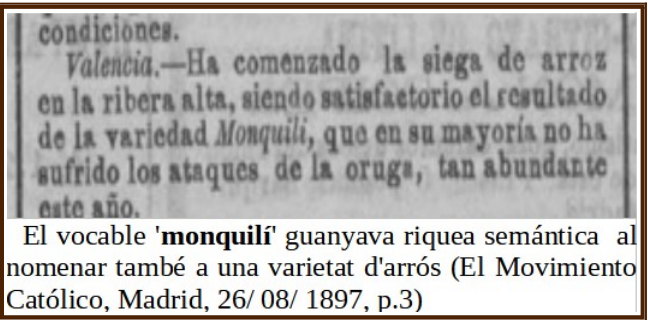 condiciones.
Valencia.—Ha comenzado la siega de arroz
en la ribera alta, siendo satisfactorio el resultado
de la variedad Monquili, que en su mayoría no ha
sufrido los ataques de la oruga, tan abundante
este año.
El vocable 'monquilí' guanyava riquea semántica al
nomenar també a una varietat d'arrós (El Movimiento
Católico, Madrid, 26/ 08/ 1897, p.3)